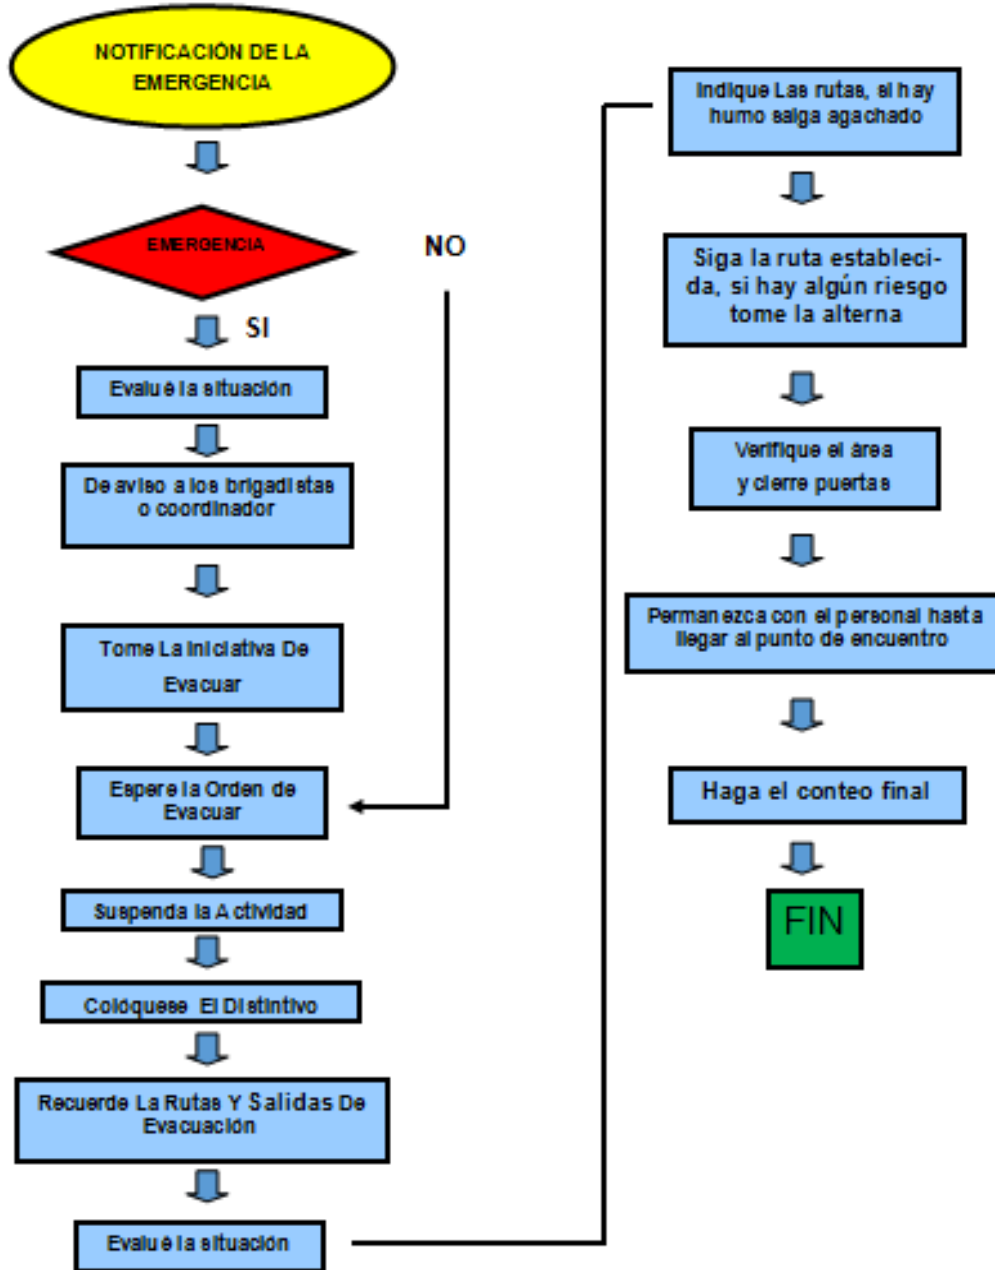 NOTIFICACIÓN DE LA
EMERGENCIA
EMERGENCIA
NO
SI
Evalué la situación
De aviso a los brigadistas
o coordinador
Tome La Iniciativa De
Evacuar
Espere la Orden de
Evacuar
Suspenda la Actividad
Colóquese El Distintivo
Recuerde La Rutas Y Salidas De
Evacuación
Evalué la situación
Indique Las rutas, si hay
humo salga agachado
Siga la ruta estableci-
da, si hay algún riesgo
tome la alterna
Verifique el área
y cierre puertas
Permanezca con el personal hasta
llegar al punto de encuentro
Haga el conteo final
FIN